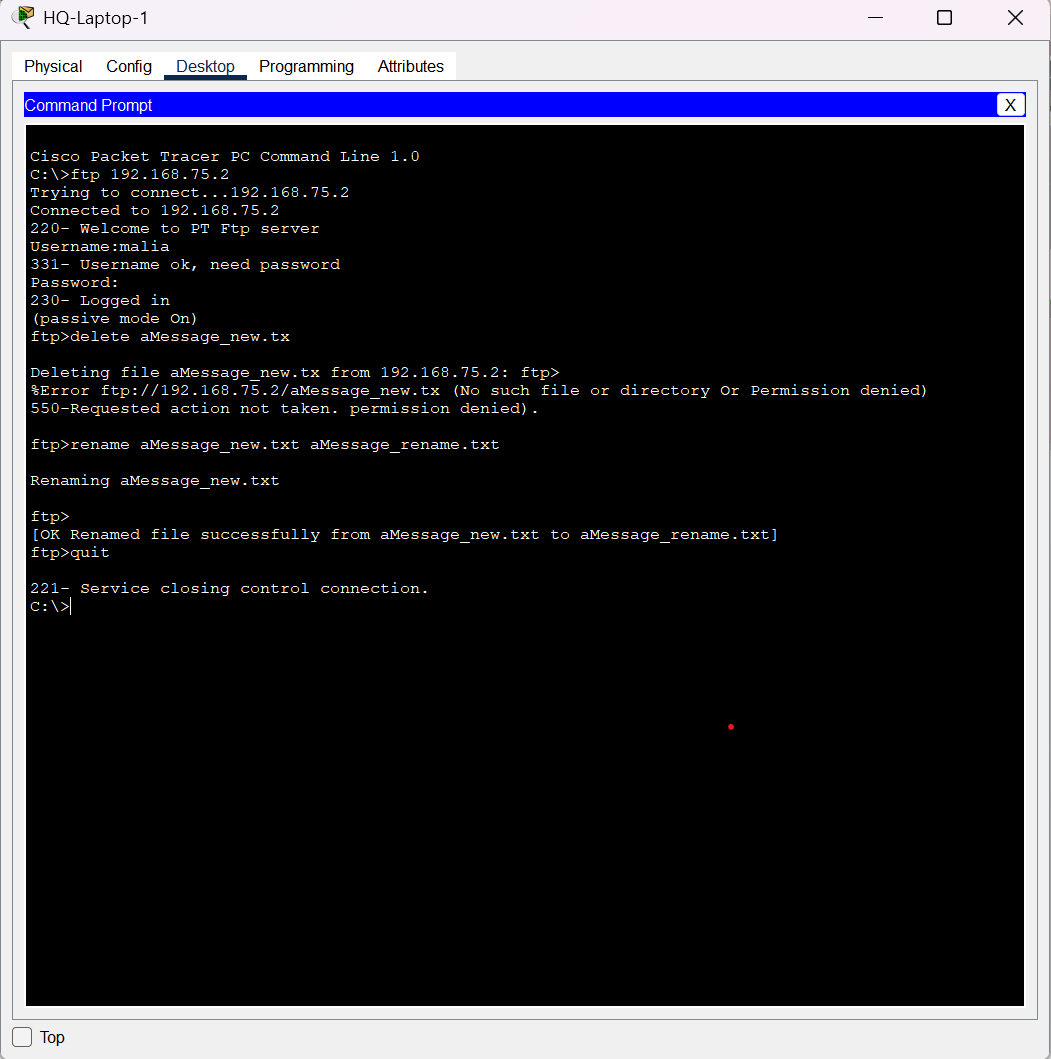 HQ-Laptop-1
Physical Config Desktop Programming Attributes
Command Prompt X
Cisco Packet Tracer PC Command Line 1.0
C:\>ftp 192.168.75.2
Trying to connect...192.168.75.2
Connected to 192.168.75.2
220- Welcome to PT Ftp server
Username:malia
331- Username ok, need password
Password:
230- Logged in
(passive mode On)
ftp>delete aMessage_new.tx
Deleting file aMessage_new.tx from 192.168.75.2: ftp>
%Error ftp://192.168.75.2/aMessage_new.tx (No such file or directory Or Permission denied)
550-Requested action not taken. permission denied).
ftp>rename aMessage_new.txt aMessage_rename.txt
Renaming aMessage_new.txt
ftp>
[OK Renamed file successfully from aMessage_new.txt to aMessage_rename.txt]
ftp>quit
221- Service closing control connection.
C:\>
Top